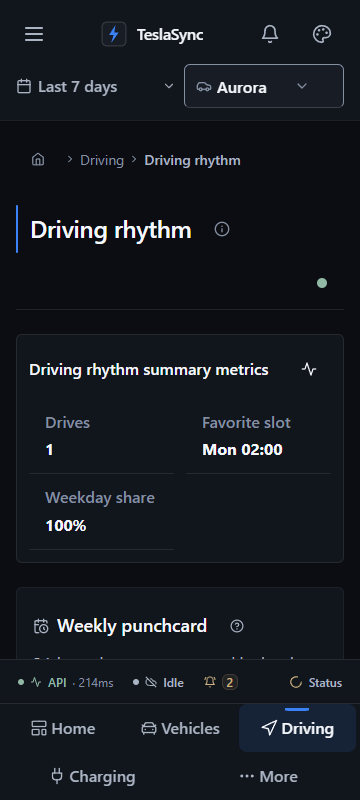 TeslaSync
Last 7 days
Aurora
Driving
Driving rhythm
Driving rhythm
Driving rhythm summary metrics
Drives
Favorite slot
1
Mon 02:00
Weekday share
100%
Weekly punchcard
API · 214ms
Idle
2
Status
Home
Vehicles
Driving
Charging
More